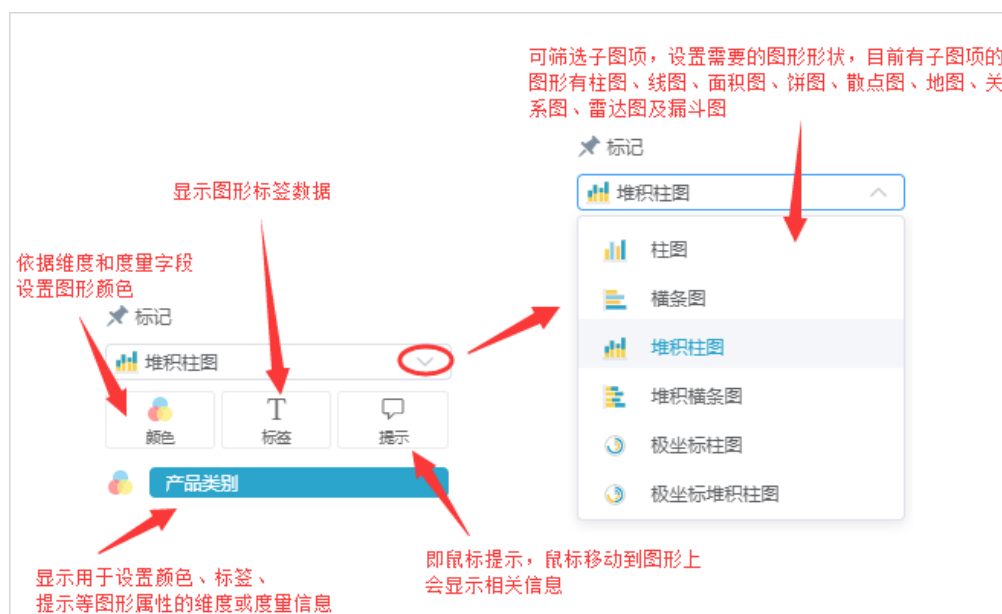 可筛选子图项，设置需要的图形形状，目前有子图项的
图形有柱图、线图、面积图、饼图、散点图、地图、关
系图、雷达图及漏斗图
标记
堆积柱图
柱图
横条图
堆积柱图
堆积横条图
极坐标柱图
极坐标堆积柱图
显示图形标签数据
依据维度和度量字段
设置图形颜色
标记
堆积柱图
颜色
T
标签
提示
产品类别
显示用于设置颜色、标签、
提示等图形属性的维度或度量信息
即鼠标提示，鼠标移动到图形上
会显示相关信息